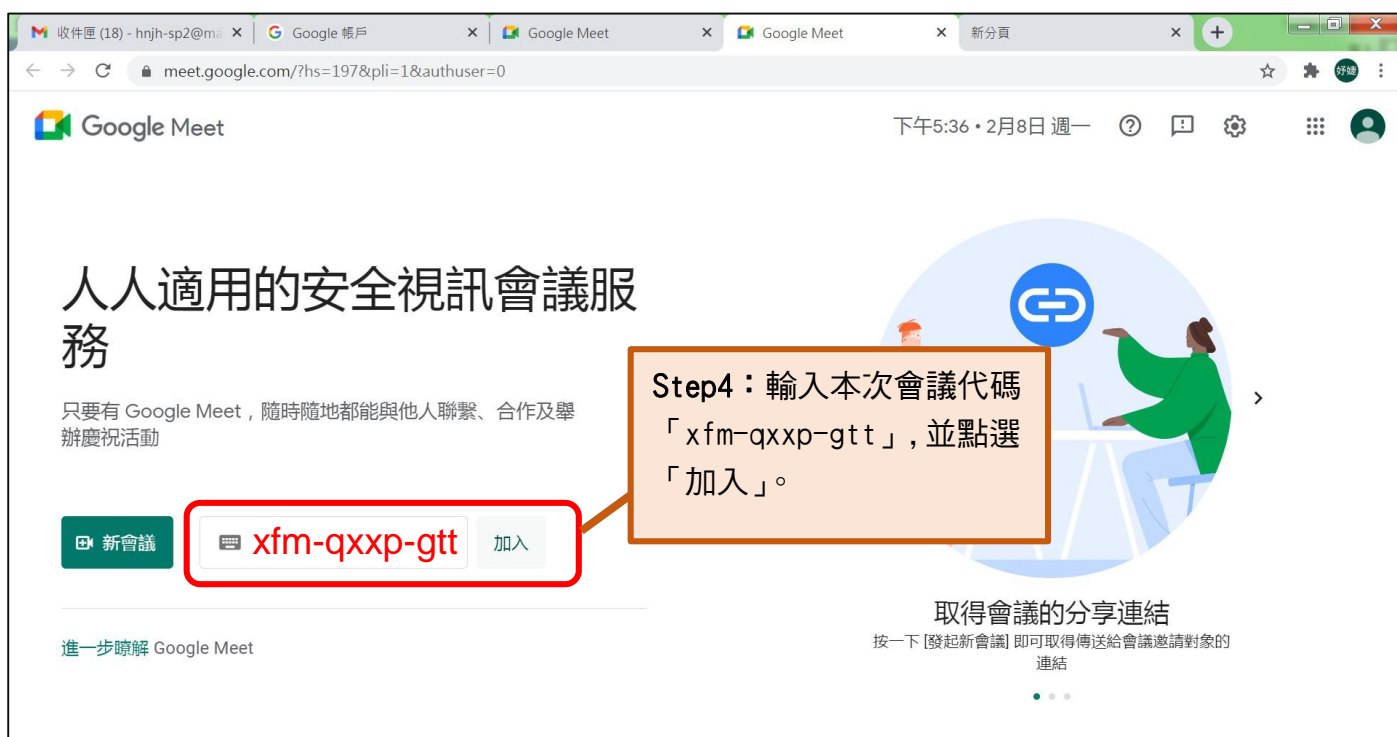 收件匣 (18) - hnjh-sp2@ma
Google 帳戶
Google Meet
Google Meet
新分頁
meet.google.com/?hs=197&pli=1&authuser=0
妤婕
Google Meet
下午5:36 • 2月8日 週一
人人適用的安全視訊會議服
務
只要有 Google Meet，隨時隨地都能與他人聯繫、合作及舉
辦慶祝活動
Step4：輸入本次會議代碼
「xfm-qxxp-gtt」,並點選
「加入」。
新會議
xfm-qxxp-gtt
加入
進一步瞭解 Google Meet
取得會議的分享連結
按一下 [發起新會議] 即可取得傳送給會議邀請對象的
連結